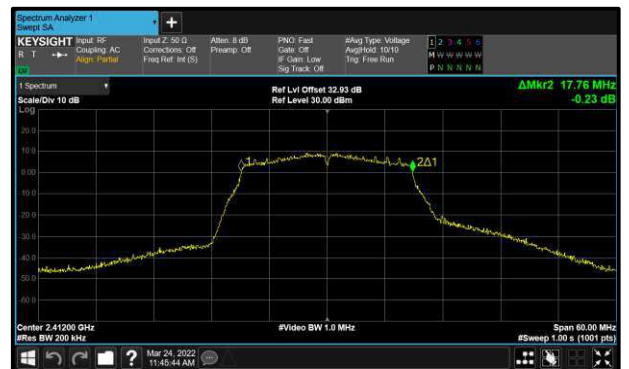 Spectrum Analyzer 1
Swept SA
+
KEYSIGHT
R T
Input: RF
Coupling: AC
Align: Partial
Input Z: 50 Ω
Corrections: Off
Freq Ref: Int (S)
Atten: 8 dB
Preamp: Off
PNO: Fast
Gate: Off
IF Gain: Low
Sig Track: Off
#Avg Type: Voltage
Avg|Hold: 10/10
Trig: Free Run
1 2 3 4 5 6
M W W W W W
P N N N N N
1 Spectrum
Scale/Div 10 dB
Ref Lvl Offset 32.93 dB
Ref Level 30.00 dBm
ΔMkr2 17.76 MHz
-0.23 dB
Log
20.0
10.0
0.00
-10.0
-20.0
-30.0
-40.0
-50.0
-60.0
1
2Δ1
Center 2.41200 GHz
#Res BW 200 kHz
#Video BW 1.0 MHz
Span 60.00 MHz
#Sweep 1.00 s (1001 pts)
?
Mar 24, 2022
11:45:44 AM